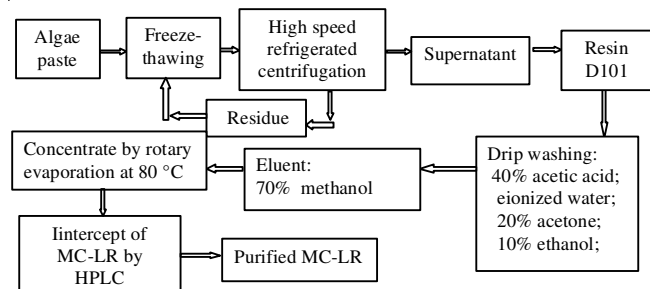 Algae
paste
Freeze-
thawing
High speed
refrigerated
centrifugation
Supernatant
Resin
D101
Residue
Concentrate by rotary
evaporation at 80 °C
Eluent:
70% methanol
Drip washing:
40% acetic acid;
eionized water;
20% acetone;
10% ethanol;
Iintercept of
MC-LR by
HPLC
Purified MC-LR